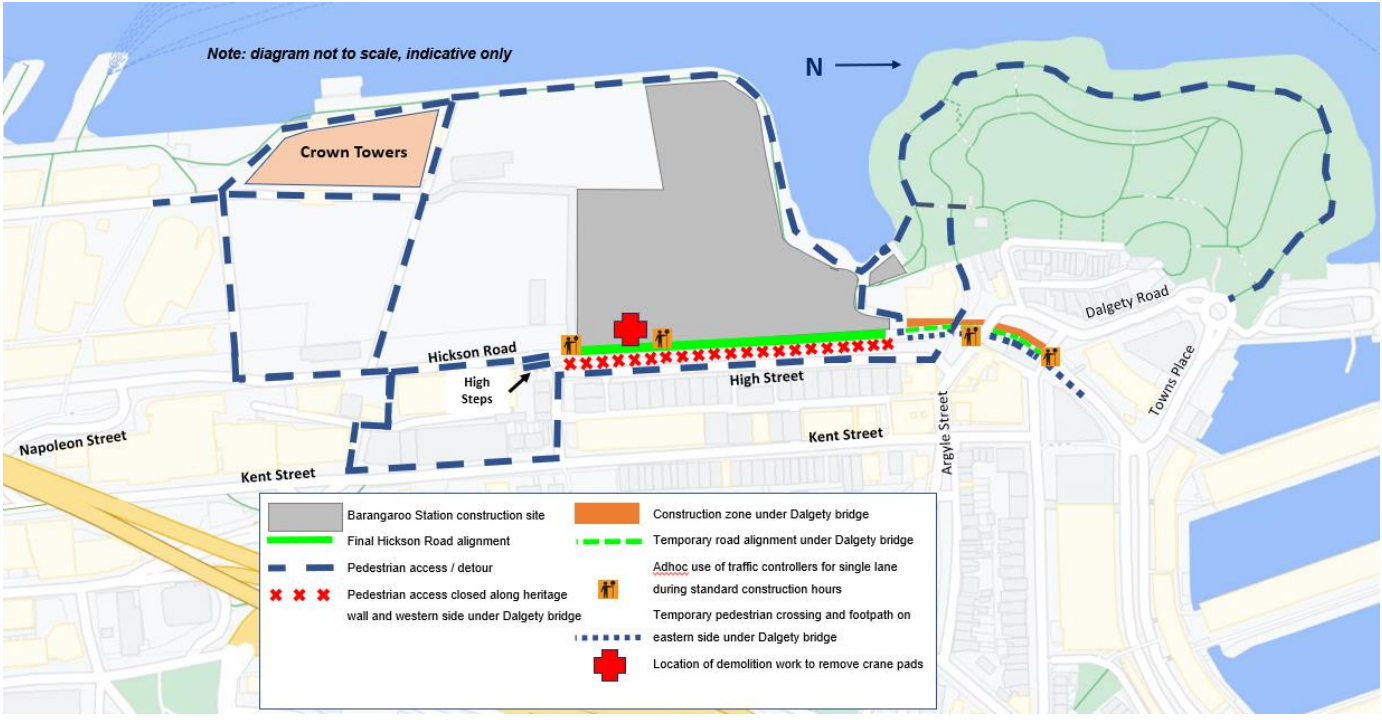 Note: diagram not to scale, indicative only
N
Crown Towers
Dalgety Road
Hickson Road
High
Steps
High Street
Towns Place
Napoleon Street
Kent Street
Kent Street
Argyle Street
Barangaroo Station construction site
Final Hickson Road alignment
Pedestrian access / detour
Pedestrian access closed along heritage
wall and western side under Dalgety bridge
Construction zone under Dalgety bridge
Temporary road alignment under Dalgety bridge
Adhoc use of traffic controllers for single lane
during standard construction hours
Temporary pedestrian crossing and footpath on
eastern side under Dalgety bridge
Location of demolition work to remove crane pads